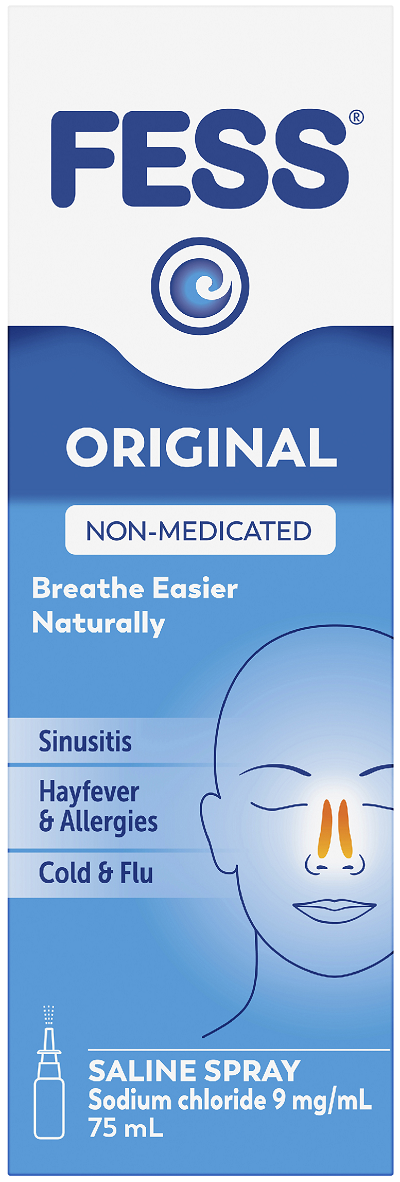 FESS®
ORIGINAL
NON-MEDICATED
Breathe Easier
Naturally
Sinusitis
Hayfever
& Allergies
Cold & Flu
SALINE SPRAY
Sodium chloride 9 mg/mL
75 mL